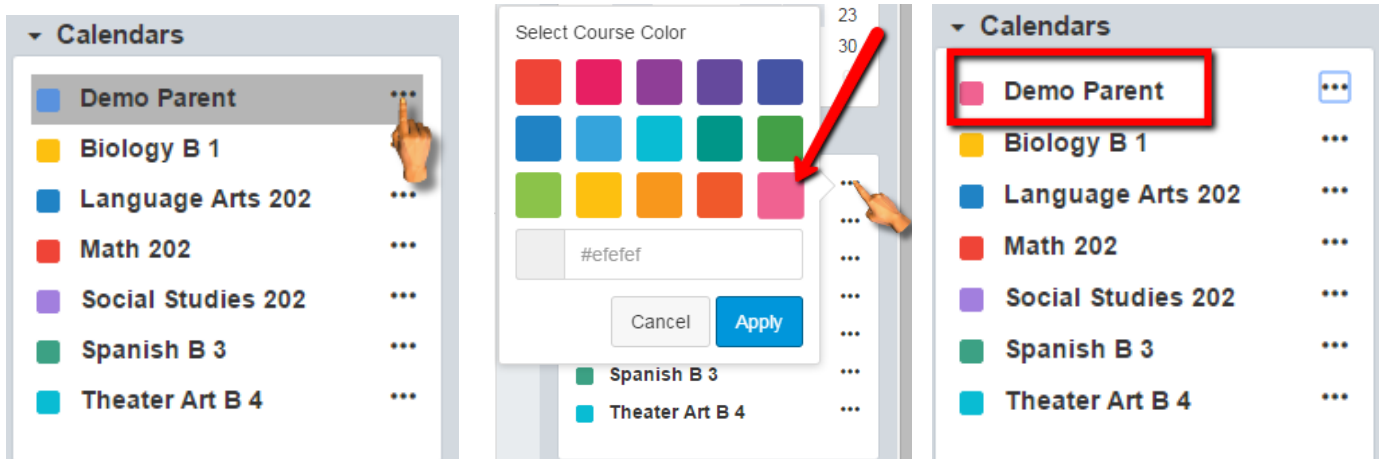 Calendars
Demo Parent
Biology B 1
Language Arts 202
Math 202
Social Studies 202
Spanish B 3
Theater Art B 4
23
30
Select Course Color
#efefef
Cancel Apply
Spanish B 3
Theater Art B 4
Calendars
Demo Parent
Biology B 1
Language Arts 202
Math 202
Social Studies 202
Spanish B 3
Theater Art B 4